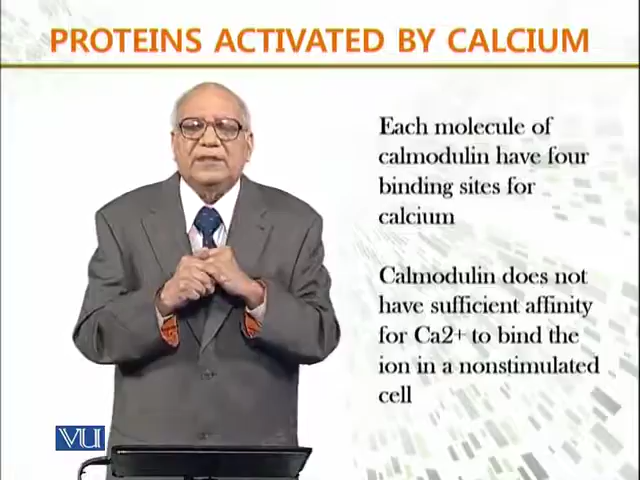 PROTEINS ACTIVATED BY CALCIUM
Each molecule of
calmodulin have four
binding sites for
calcium
Calmodulin does not
have sufficient affinity
for Ca2+ to bind the
ion in a nonstimulated
cell
VU